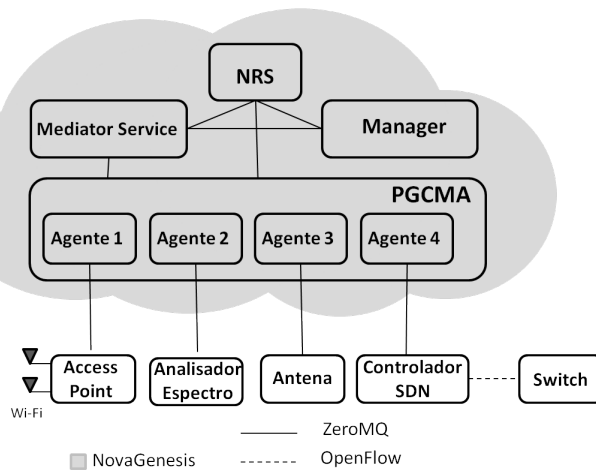 NRS
Mediator Service
Manager
PGCMA
Agente 1
Agente 2
Agente 3
Agente 4
Access
Point
Analisador
Espectro
Antena
Controlador
SDN
Switch
Wi-Fi
ZeroMQ
NovaGenesis
OpenFlow